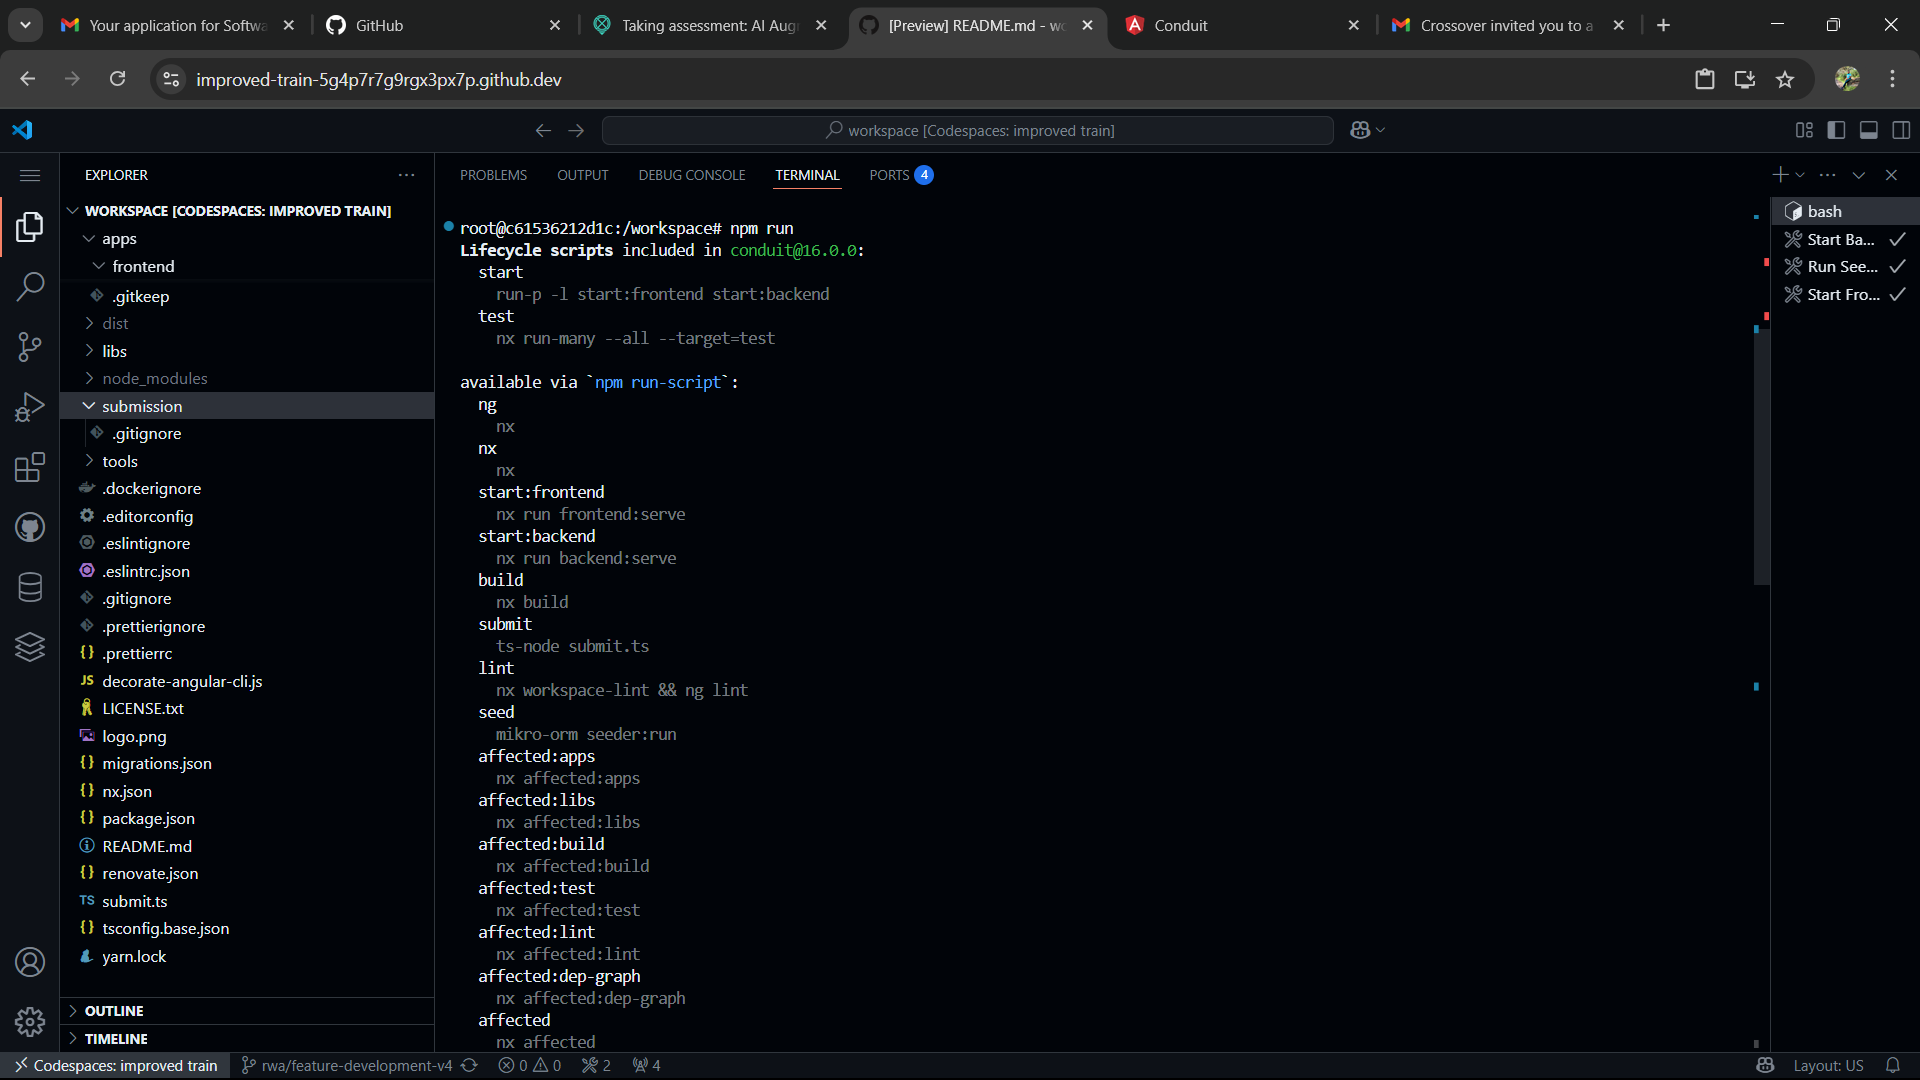 Your application for Softwa
GitHub
Taking assessment: AI Aug
[Preview] README.md - wo
Conduit
Crossover invited you to a
improved-train-5g4p7r7g9rgx3px7p.github.dev
workspace [Codespaces: improved train]
EXPLORER
WORKSPACE [CODESPACES: IMPROVED TRAIN]
apps
frontend
.gitkeep
dist
libs
node_modules
submission
.gitignore
tools
.dockerignore
.editorconfig
.eslintignore
.eslintrc.json
.gitignore
.prettierignore
.prettierrc
decorate-angular-cli.js
LICENSE.txt
logo.png
migrations.json
nx.json
package.json
README.md
renovate.json
submit.ts
tsconfig.base.json
yarn.lock
OUTLINE
TIMELINE
PROBLEMS OUTPUT DEBUG CONSOLE TERMINAL PORTS 4
root@c61536212d1c:/workspace# npm run
Lifecycle scripts included in conduit@16.0.0:
start
run-p -l start:frontend start:backend
test
nx run-many --all --target=test
available via `npm run-script`:
ng
nx
nx
nx
start:frontend
nx run frontend:serve
start:backend
nx run backend:serve
build
nx build
submit
ts-node submit.ts
lint
nx workspace-lint && ng lint
seed
mikro-orm seeder:run
affected:apps
nx affected:apps
affected:libs
nx affected:libs
affected:build
nx affected:build
affected:test
nx affected:test
affected:lint
nx affected:lint
affected:dep-graph
nx affected:dep-graph
affected
nx affected
bash
Start Ba...
Run See...
Start Fro...
Codespaces: improved train rwa/feature-development-v4 0 0 2 4 Layout: US